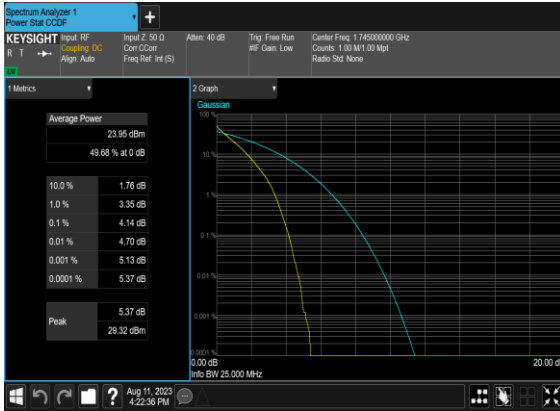 Spectrum Analyzer 1
Power Stat CCDF
+
KEYSIGHT
R T
LXI
Input: RF
Coupling: DC
Align: Auto
Input Z: 50 Ω
Corr CCorr
Freq Ref: Int (S)
Atten: 40 dB
Trig: Free Run
#IF Gain: Low
Center Freq: 1.745000000 GHz
Counts: 1.00 M/1.00 Mpt
Radio Std: None
1 Metrics
Average Power
23.95 dBm
49.68 % at 0 dB
10.0 % 1.76 dB
1.0 % 3.35 dB
0.1 % 4.14 dB
0.01 % 4.70 dB
0.001 % 5.13 dB
0.0001 % 5.37 dB
Peak
5.37 dB
29.32 dBm
2 Graph
Gaussian
100 %
10 %
1 %
0.1 %
0.01 %
0.001 %
0.0001 %
0.00 dB
20.00 d
Info BW 25.000 MHz
?
Aug 11, 2023
4:22:36 PM